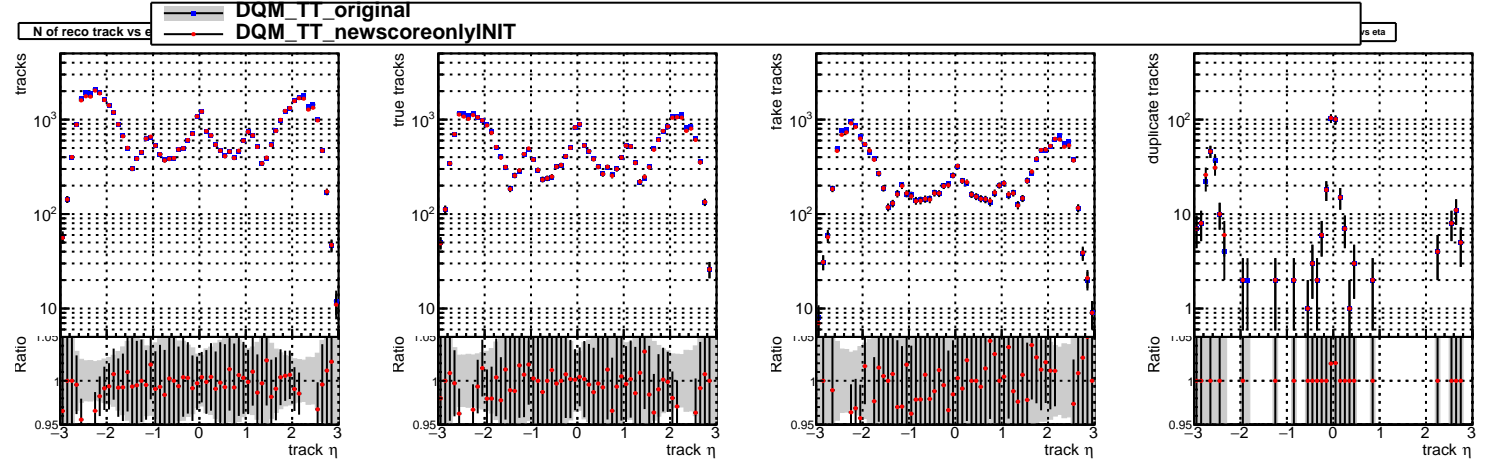 DQM_TT_original
DQM_TT_newscoreonlyINIT
N of reco track vs e
vs eta
tracks
10³
10²
10
Ratio
1.05
1
0.95
−3 −2 −1 0 1 2 3
track η
true tracks
10³
10²
10
Ratio
1.05
1
0.95
−3 −2 −1 0 1 2 3
track η
fake tracks
10³
10²
10
Ratio
1.05
1
0.95
−3 −2 −1 0 1 2 3
track η
duplicate tracks
10²
10
1
Ratio
1.05
1
0.95
−3 −2 −1 0 1 2 3
track η